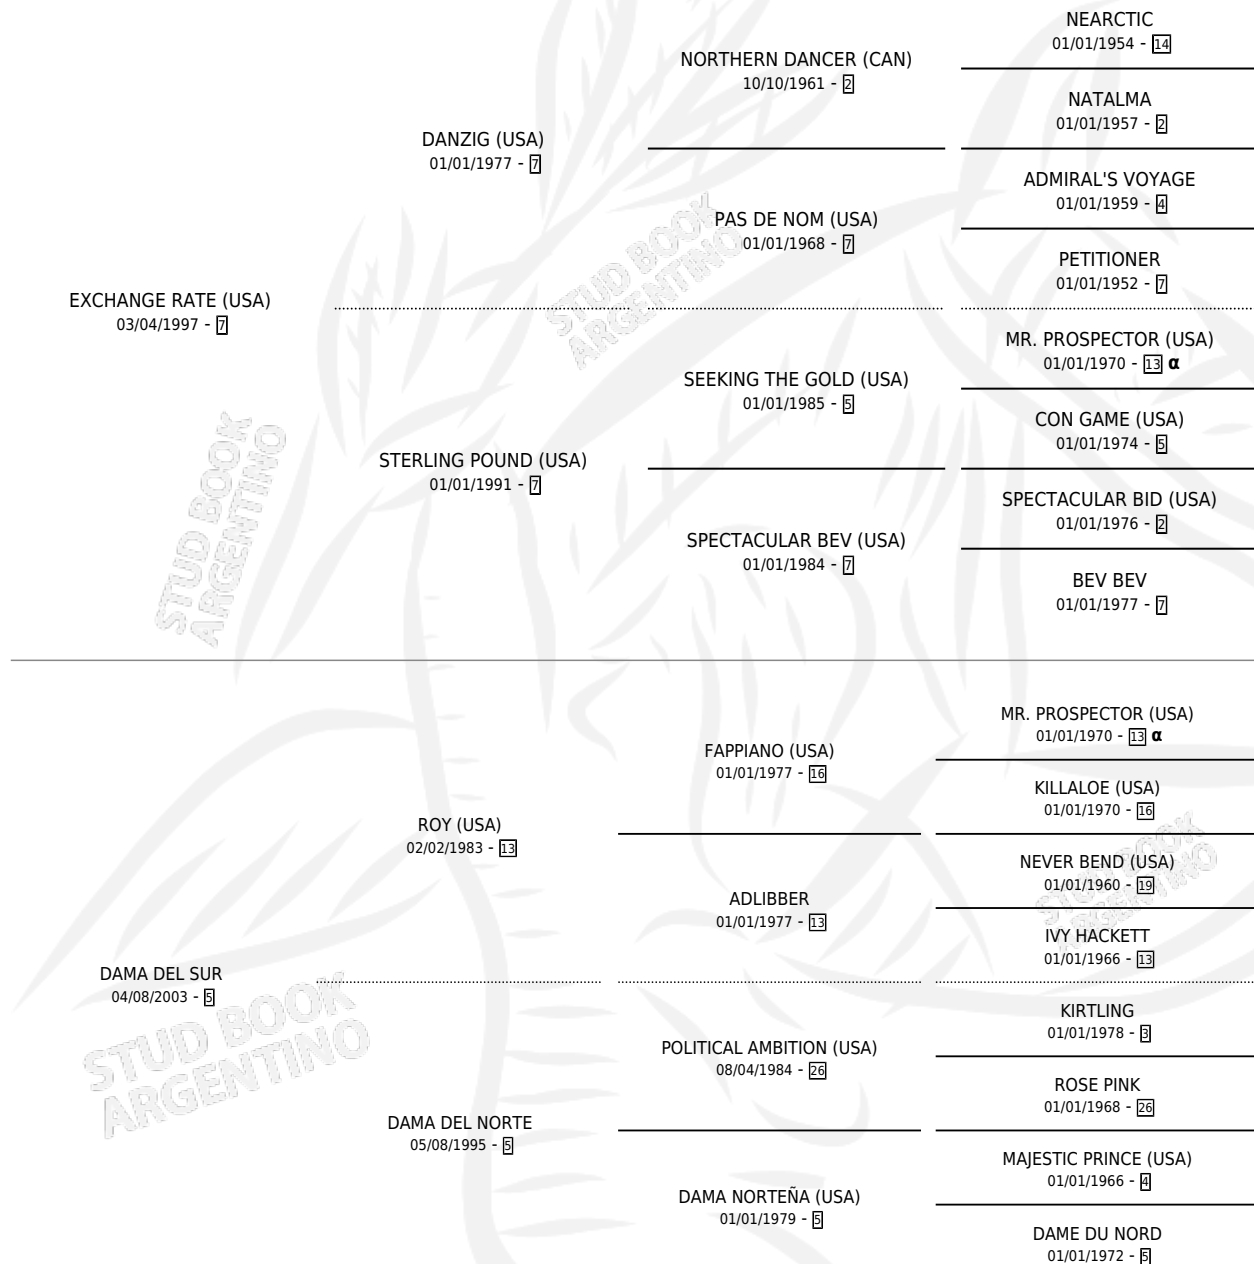 NEARCTIC
01/01/1954 - 14
NORTHERN DANCER (CAN)
10/10/1961 - 2
NATALMA
01/01/1957 - 2
DANZIG (USA)
01/01/1977 - 7
ADMIRAL'S VOYAGE
01/01/1959 - 4
PAS DE NOM (USA)
01/01/1968 - 7
PETITIONER
01/01/1952 - 7
EXCHANGE RATE (USA)
03/04/1997 - 7
MR. PROSPECTOR (USA)
01/01/1970 - 13 α
SEEKING THE GOLD (USA)
01/01/1985 - 5
CON GAME (USA)
01/01/1974 - 5
STERLING POUND (USA)
01/01/1991 - 7
SPECTACULAR BID (USA)
01/01/1976 - 2
SPECTACULAR BEV (USA)
01/01/1984 - 7
BEV BEV
01/01/1977 - 7
MR. PROSPECTOR (USA)
01/01/1970 - 13 α
FAPPIANO (USA)
01/01/1977 - 16
KILLALOE (USA)
01/01/1970 - 16
ROY (USA)
02/02/1983 - 13
NEVER BEND (USA)
01/01/1960 - 19
ADLIBBER
01/01/1977 - 13
IVY HACKETT
01/01/1966 - 13
DAMA DEL SUR
04/08/2003 - 5
KIRTLING
01/01/1978 - 3
POLITICAL AMBITION (USA)
08/04/1984 - 26
ROSE PINK
01/01/1968 - 26
DAMA DEL NORTE
05/08/1995 - 5
MAJESTIC PRINCE (USA)
01/01/1966 - 4
DAMA NORTEÑA (USA)
01/01/1979 - 5
DAME DU NORD
01/01/1972 - 5
STUD BOOK
ARGENTINO
STUD BOOK
ARGENTINO
STUD BOOK
ARGENTINO
STUD BOOK
ARGENTINO